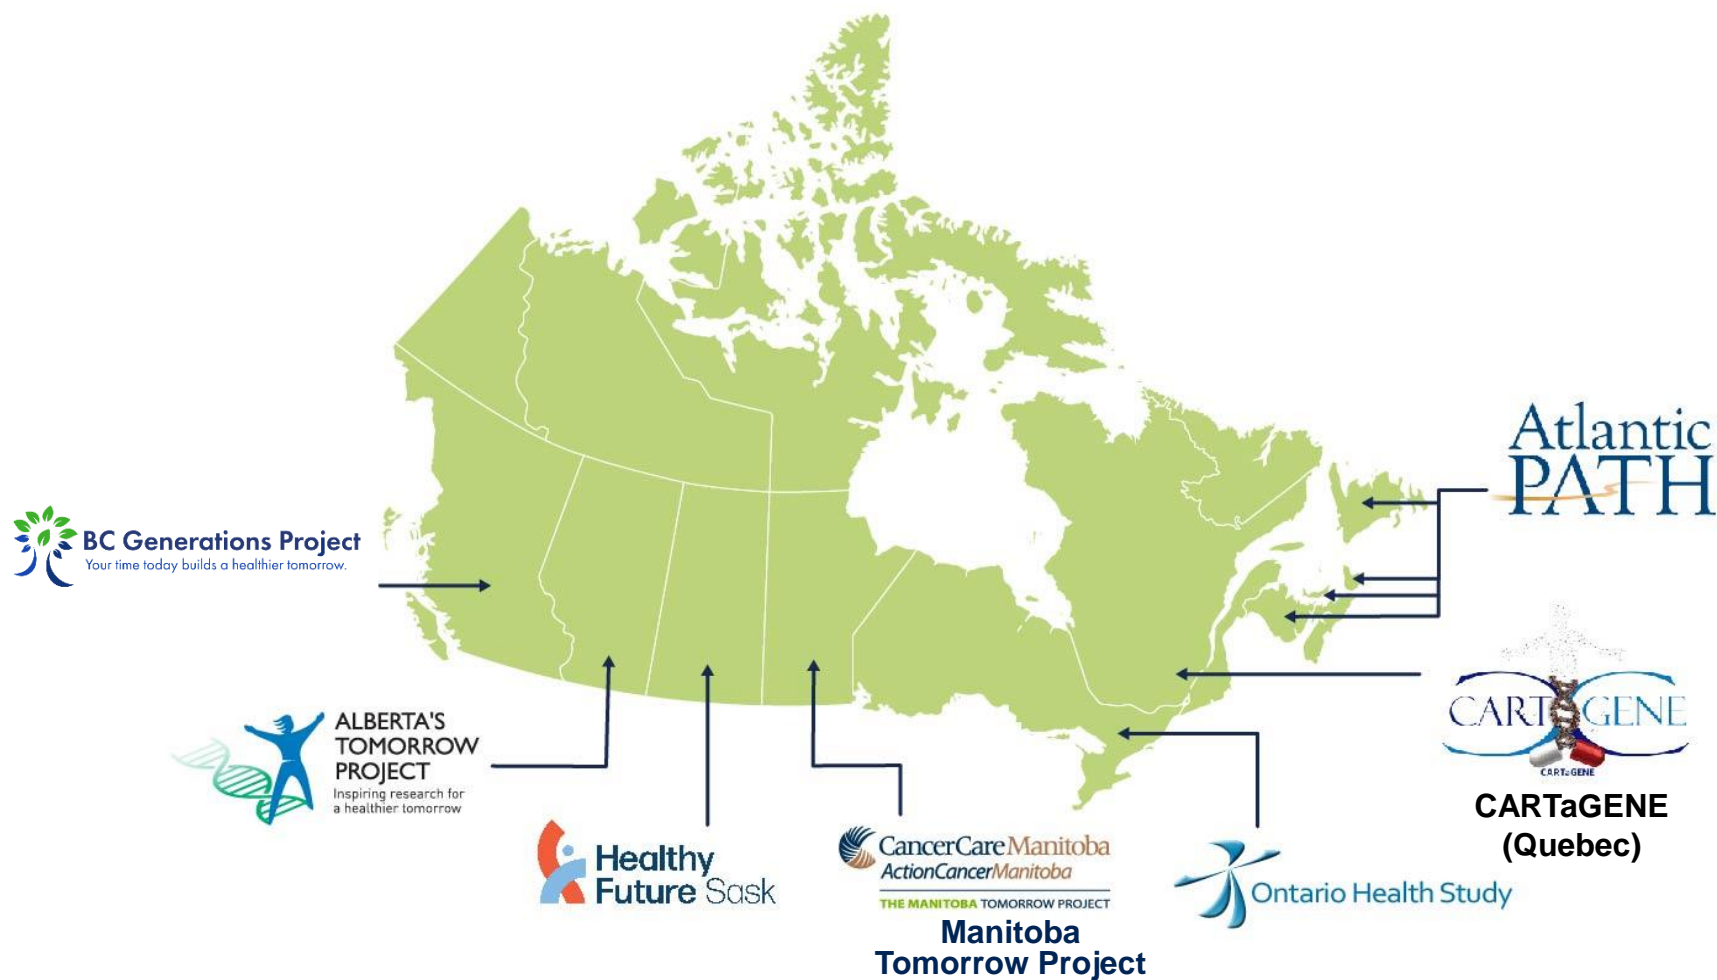 Atlantic
PATH
BC Generations Project
Your time today builds a healthier tomorrow.
CARTaGENE
CARTaGENE
CARTaGENE
(Quebec)
ALBERTA'S
TOMORROW
PROJECT
Inspiring research for
a healthier tomorrow
Healthy
Future Sask
CancerCare Manitoba
ActionCancerManitoba
THE MANITOBA TOMORROW PROJECT
Manitoba
Tomorrow Project
Ontario Health Study